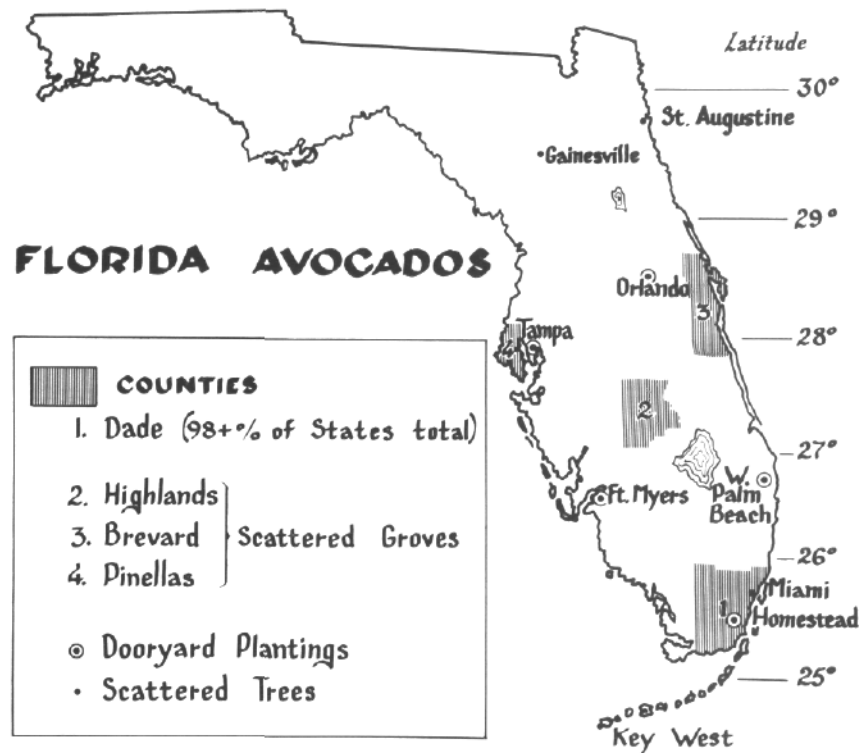 Latitude
30°
St. Augustine
Gainesville
29°
FLORIDA AVOCADOS
Orlando
3
28°
Tampa
4
2
27°
W.
Palm
Beach
Ft. Myers
26°
Miami
1
Homestead
25°
Key West
COUNTIES
1. Dade (98+% of States total)
2. Highlands
3. Brevard Scattered Groves
4. Pinellas
Dooryard Plantings
Scattered Trees